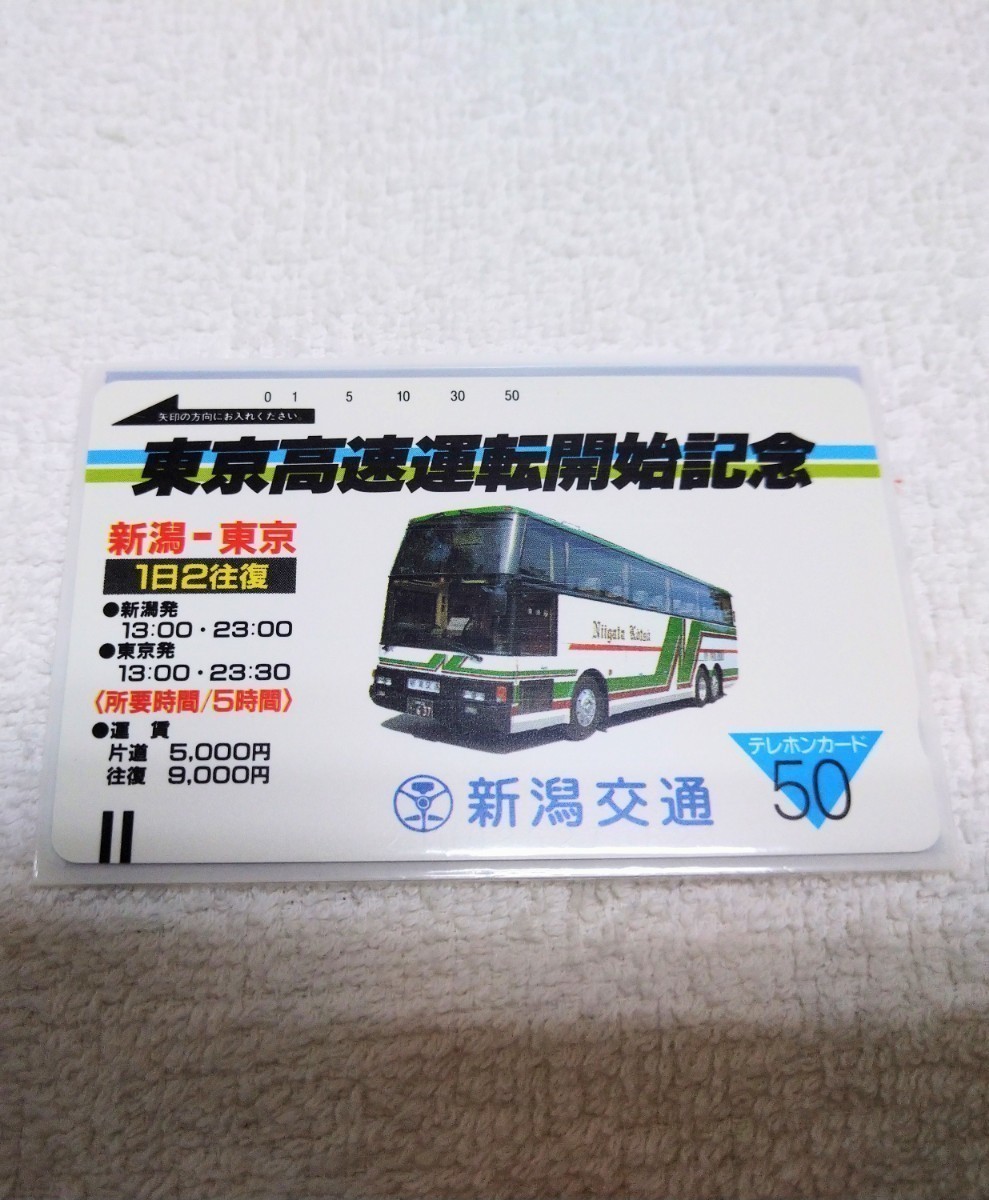 0 1 5 10 30 50
矢印の方向にお入れください。
東京高速運転開始記念
新潟-東京
1日2往復
●新潟発
13:00・23:00
●東京発
13:00・23:30
〈所要時間/5時間〉
●運 賃
片道 5,000円
往復 9,000円
Niigata Kotsu
N
N
新潟交通
テレホンカード
50